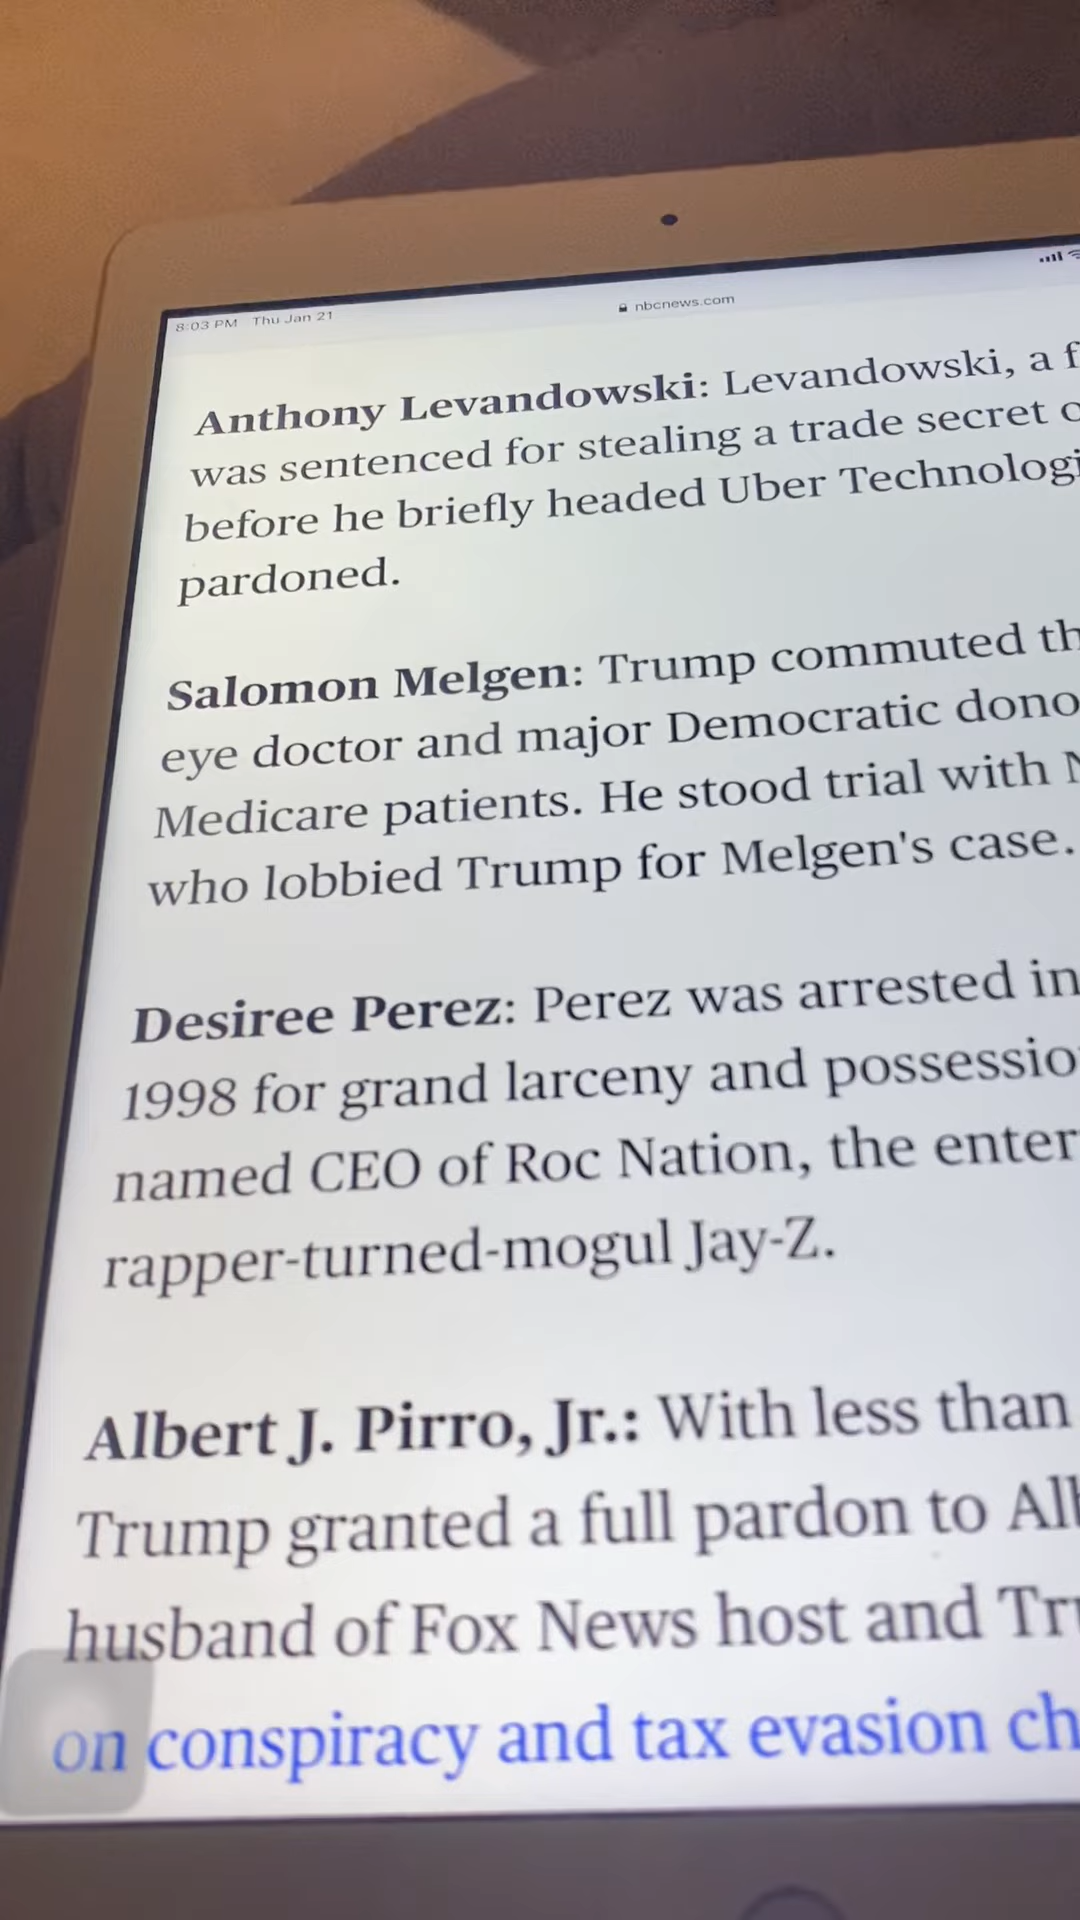 8:03 PM Thu Jan 21
nbcnews.com
Anthony Levandowski: Levandowski, a
was sentenced for stealing a trade secret
before he briefly headed Uber
pardoned.
Salomon Melgen: Trump commuted
eye doctor and major Democratic
Medicare patients. He stood trial with
who lobbied Trump for Melgen's case.
Desiree Perez: Perez was arrested in
1998 for grand larceny and
named CEO of Roc Nation, the
rapper-turned-mogul Jay-Z.
Albert J. Pirro, Jr.: With less than
Trump granted a full pardon to
husband of Fox News host and
on conspiracy and tax evasion